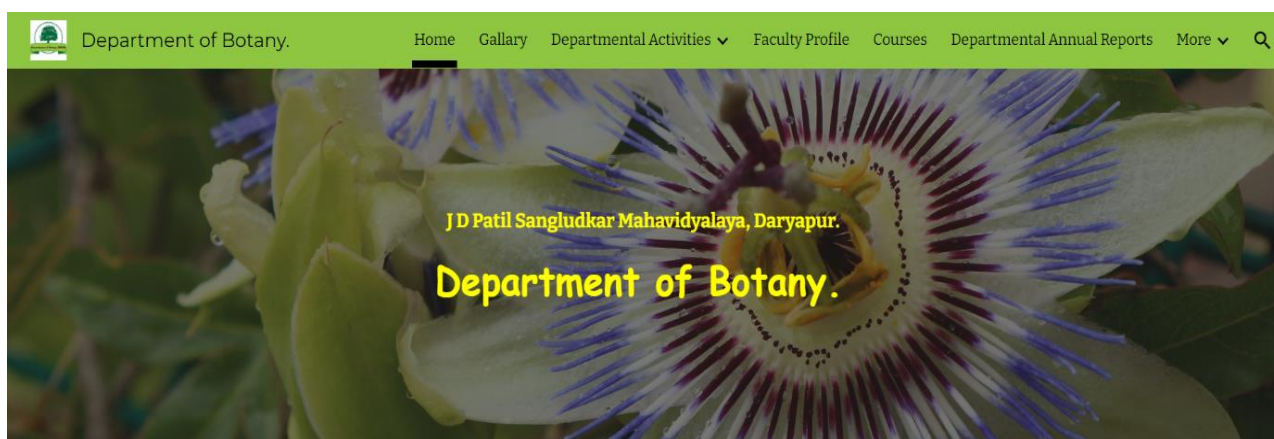 Department of Botany.
Home Gallary Departmental Activities Faculty Profile Courses Departmental Annual Reports More
J D Patil Sangludkar Mahavidyalaya, Daryapur.
Department of Botany.